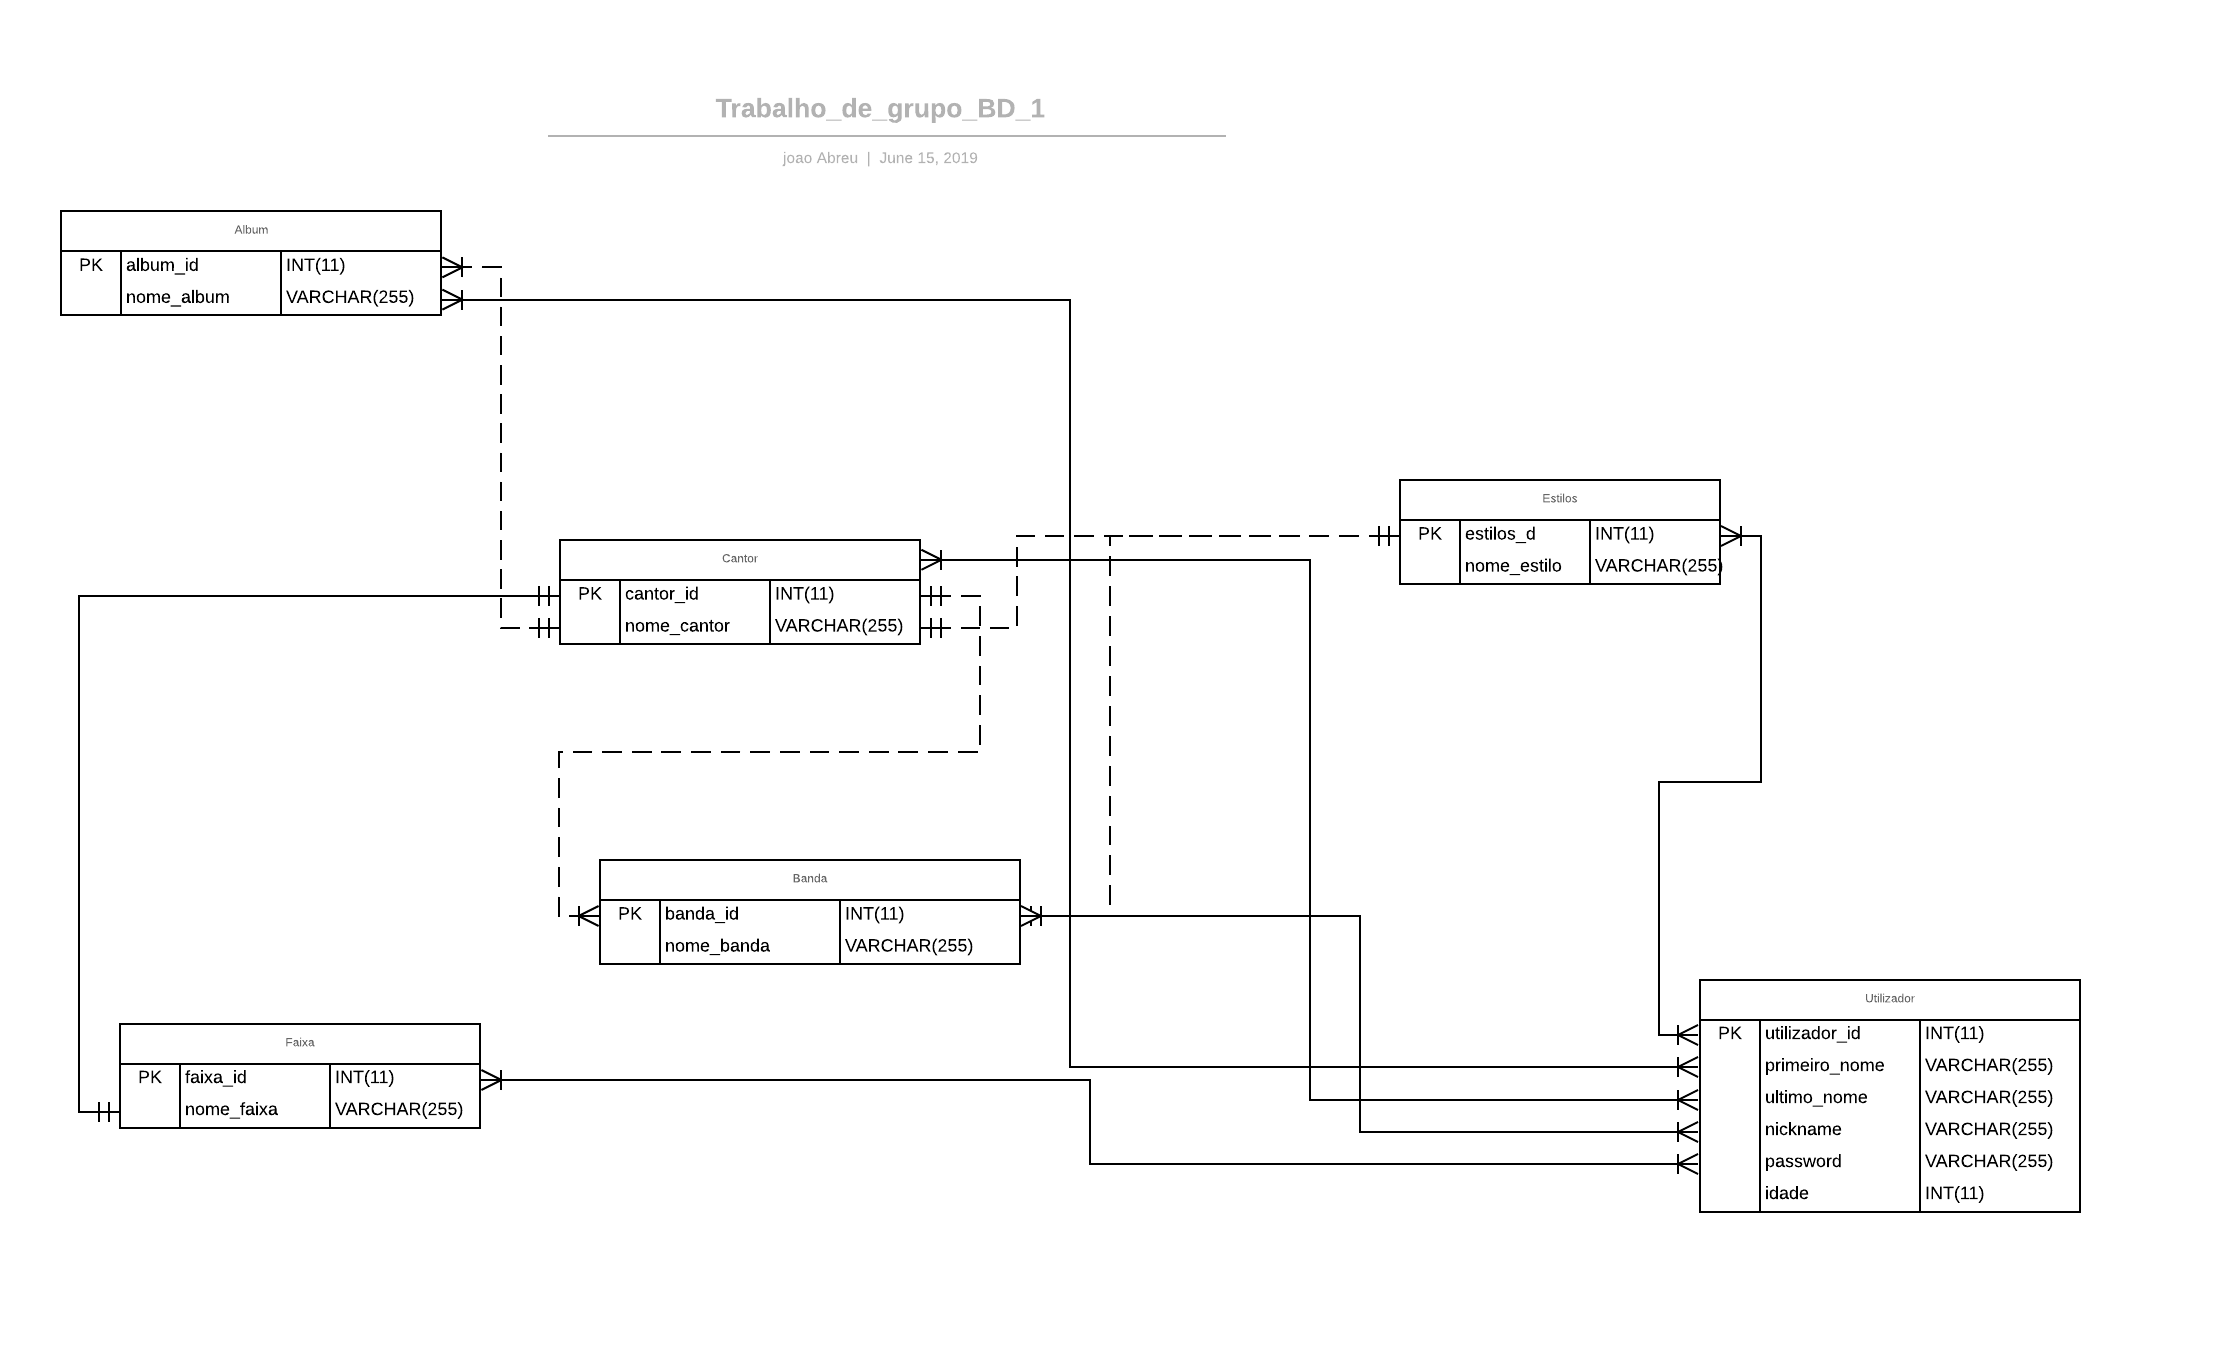 Trabalho_de_grupo_BD_1
joao Abreu | June 15, 2019
Album
PK album_id INT(11)
nome_album VARCHAR(255)
Estilos
PK estilos_d INT(11)
nome_estilo VARCHAR(255)
Cantor
PK cantor_id INT(11)
nome_cantor VARCHAR(255)
Banda
PK banda_id INT(11)
nome_banda VARCHAR(255)
Utilizador
PK utilizador_id INT(11)
primeiro_nome VARCHAR(255)
ultimo_nome VARCHAR(255)
nickname VARCHAR(255)
password VARCHAR(255)
idade INT(11)
Faixa
PK faixa_id INT(11)
nome_faixa VARCHAR(255)